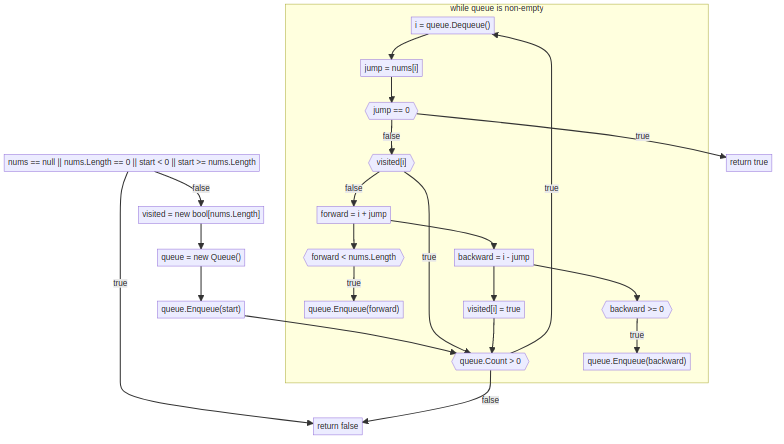 while queue is non-empty
i = queue.Dequeue()
jump = nums[i]
jump == 0
true
false
nums == null || nums.Length == 0 || start < 0 || start >= nums.Length
visited[i]
return true
false
false
true
visited = new bool[nums.Length]
forward = i + jump
queue = new Queue()
forward < nums.Length
true
backward = i - jump
true
true
queue.Enqueue(start)
queue.Enqueue(forward)
visited[i] = true
backward >= 0
true
queue.Count > 0
queue.Enqueue(backward)
false
return false